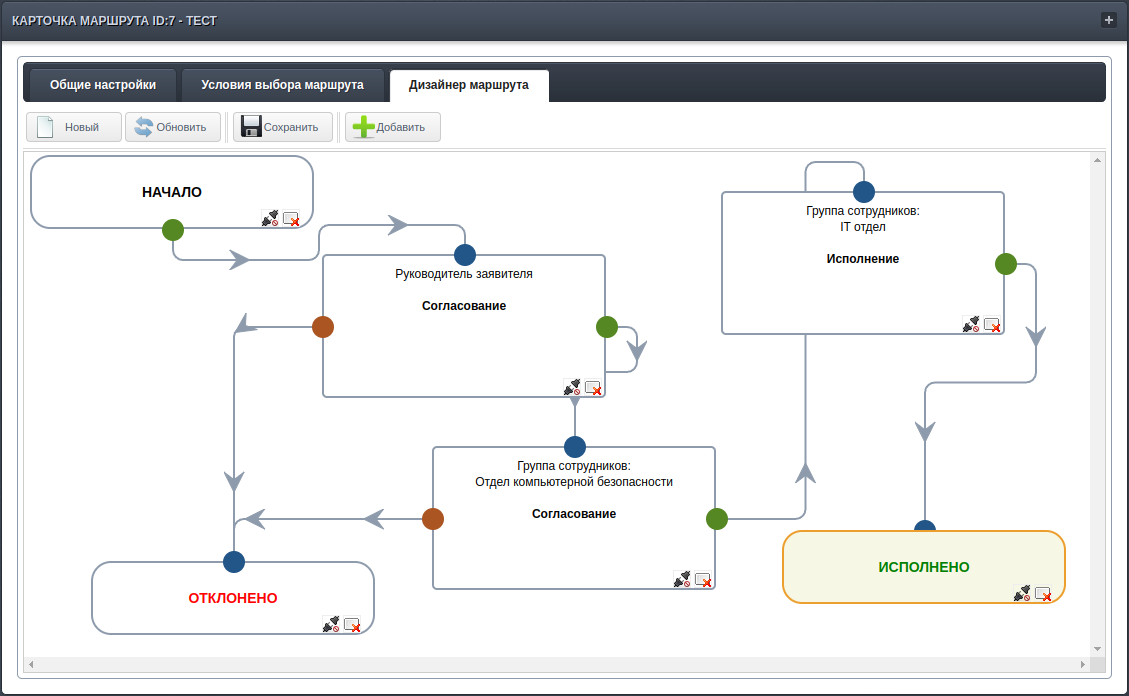 КАРТОЧКА МАРШРУТА ID:7 - ТЕСТ
Общие настройки
Условия выбора маршрута
Дизайнер маршрута
Новый
Обновить
Сохранить
Добавить
НАЧАЛО
Группа сотрудников:
IT отдел
Исполнение
Руководитель заявителя
Согласование
Группа сотрудников:
Отдел компьютерной безопасности
Согласование
ИСПОЛНЕНО
ОТКЛОНЕНО